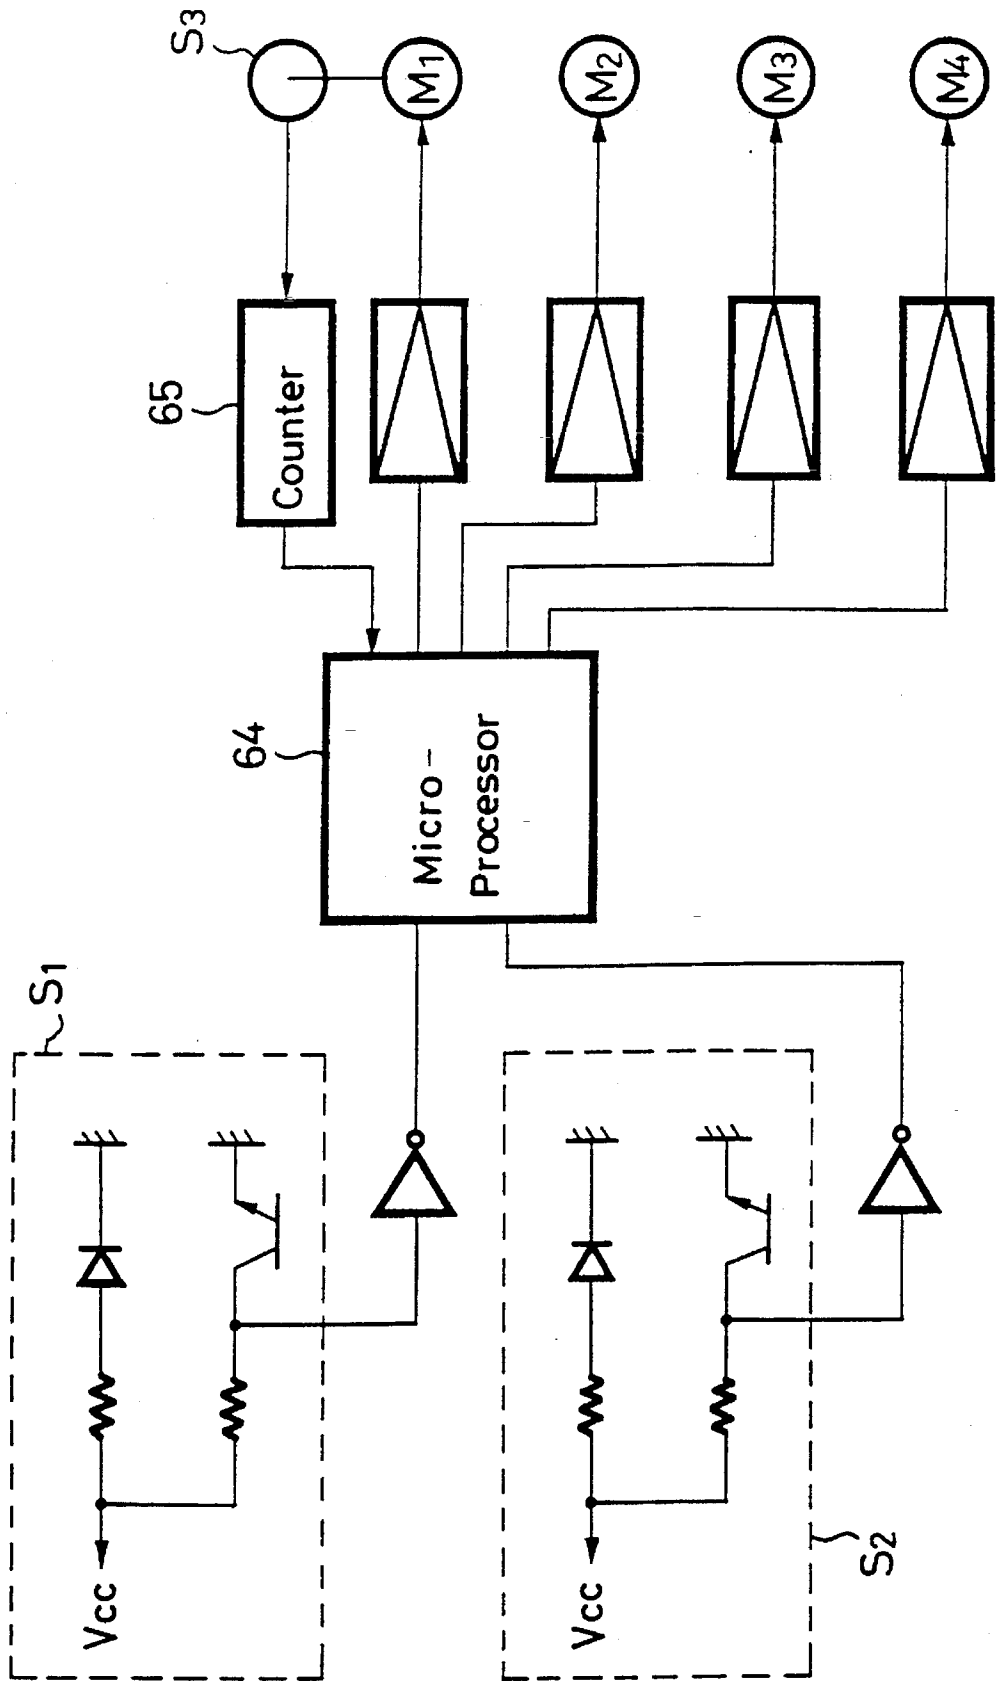 S1
Vcc
S2
Vcc
64
Micro-
Processor
65
Counter
S3
M1
M2
M3
M4